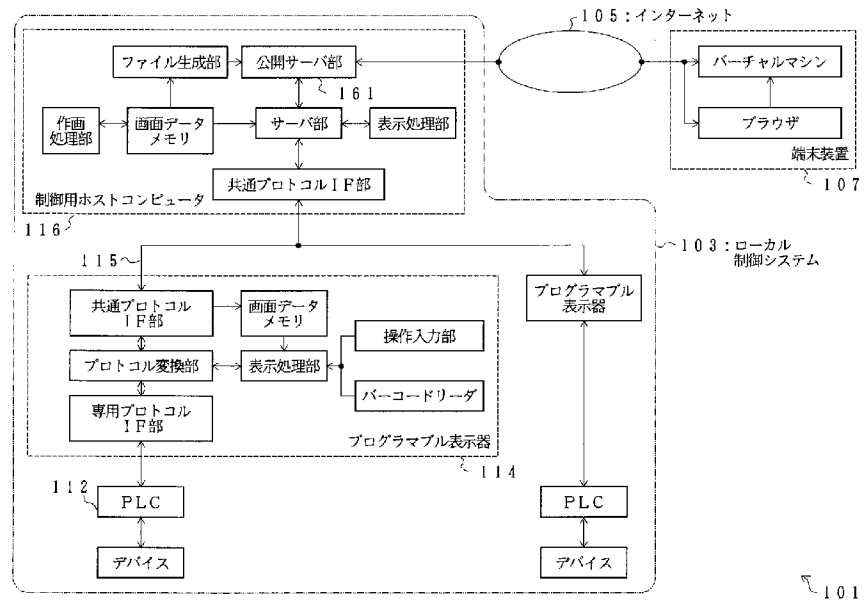 105:インターネット
ファイル生成部
公開サーバ部
161
バーチャルマシン
作画
処理部
画面データ
メモリ
サーバ部
表示処理部
ブラウザ
端末装置
107
共通プロトコルIF部
制御用ホストコンピュータ
116
115
103:ローカル
制御システム
共通プロトコル
IF部
画面データ
メモリ
操作入力部
プログラマブル
表示器
プロトコル変換部
表示処理部
バーコードリーダ
専用プロトコル
IF部
プログラマブル表示器
114
112
PLC
PLC
デバイス
デバイス
101